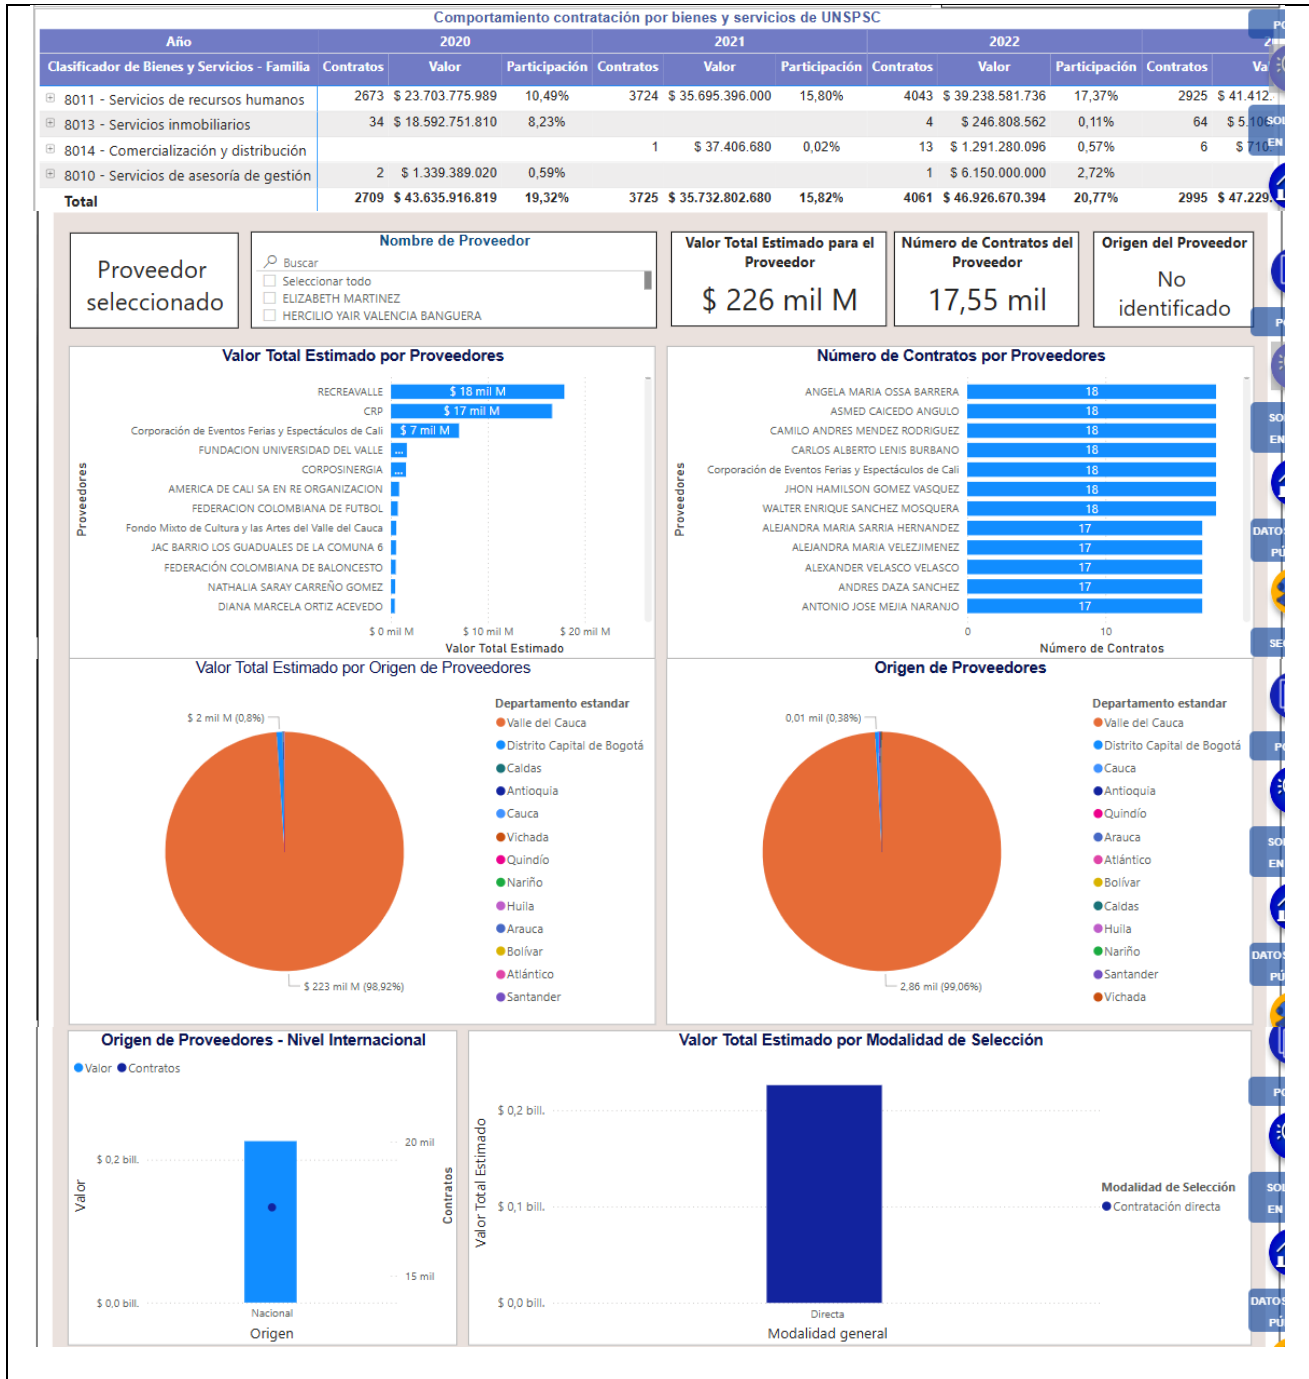 Comportamiento contratación por bienes y servicios de UNSPSC
Año 2020 2021 2022
Clasificador de Bienes y Servicios - Familia Contratos Valor Participación Contratos Valor Participación Contratos Valor Participación Contratos
8011 - Servicios de recursos humanos 2673 $ 23.703.775.989 10,49% 3724 $ 35.695.396.000 15,80% 4043 $ 39.238.581.736 17,37% 2925 $ 41.412.
8013 - Servicios inmobiliarios 34 $ 18.592.751.810 8,23% 4 $ 246.808.562 0,11% 64
8014 - Comercialización y distribución 1 $ 37.406.680 0,02% 13 $ 1.291.280.096 0,57% 6
8010 - Servicios de asesoría de gestión 2 $ 1.339.389.020 0,59% 1 $ 6.150.000.000 2,72%
Total 2709 $ 43.635.916.819 19,32% 3725 $ 35.732.802.680 15,82% 4061 $ 46.926.670.394 20,77% 2995 $ 47.229.
Proveedor
seleccionado
Nombre de Proveedor
Buscar
Seleccionar todo
ELIZABETH MARTINEZ
HERCILIO YAIR VALENCIA BANGUERA
Valor Total Estimado para el
Proveedor
$ 226 mil M
Número de Contratos del
Proveedor
17,55 mil
Origen del Proveedor
No
identificado
Valor Total Estimado por Proveedores
Proveedores
RECREAVALLE $ 18 mil M
CRP $ 17 mil M
Corporación de Eventos Ferias y Espectáculos de Cali $ 7 mil M
FUNDACION UNIVERSIDAD DEL VALLE ...
CORPOSINERGIA ...
AMERICA DE CALI SA EN RE ORGANIZACION
FEDERACION COLOMBIANA DE FUTBOL
Fondo Mixto de Cultura y las Artes del Valle del Cauca
JAC BARRIO LOS GUADUALES DE LA COMUNA 6
FEDERACIÓN COLOMBIANA DE BALONCESTO
NATHALIA SARAY CARREÑO GOMEZ
DIANA MARCELA ORTIZ ACEVEDO
$ 0 mil M $ 10 mil M $ 20 mil M
Valor Total Estimado
Número de Contratos por Proveedores
Proveedores
ANGELA MARIA OSSA BARRERA 18
ASMED CAICEDO ANGULO 18
CAMILO ANDRES MENDEZ RODRIGUEZ 18
CARLOS ALBERTO LENIS BURBANO 18
Corporación de Eventos Ferias y Espectáculos de Cali 18
JHON HAMILSON GOMEZ VASQUEZ 18
WALTER ENRIQUE SANCHEZ MOSQUERA 18
ALEJANDRA MARIA SARRIA HERNANDEZ 17
ALEJANDRA MARIA VELEZJIMENEZ 17
ALEXANDER VELASCO VELASCO 17
ANDRES DAZA SANCHEZ 17
ANTONIO JOSE MEJIA NARANJO 17
0 10
Número de Contratos
Valor Total Estimado por Origen de Proveedores
$ 2 mil M (0,8%)
$ 223 mil M (98,92%)
Departamento estandar
Valle del Cauca
Distrito Capital de Bogotá
Caldas
Antioquia
Cauca
Vichada
Quindío
Nariño
Huila
Arauca
Bolívar
Atlántico
Santander
Origen de Proveedores
0,01 mil (0,38%)
2,86 mil (99,06%)
Departamento estandar
Valle del Cauca
Distrito Capital de Bogotá
Cauca
Antioquia
Quindío
Arauca
Atlántico
Bolívar
Caldas
Huila
Nariño
Santander
Vichada
Origen de Proveedores - Nivel Internacional
Valor Contratos
Valor
$ 0,2 bill.
$ 0,0 bill.
20 mil
15 mil
Contratos
Nacional
Origen
Valor Total Estimado por Modalidad de Selección
Valor Total Estimado
$ 0,2 bill.
$ 0,1 bill.
$ 0,0 bill.
Directa
Modalidad general
Modalidad de Selección
Contratación directa